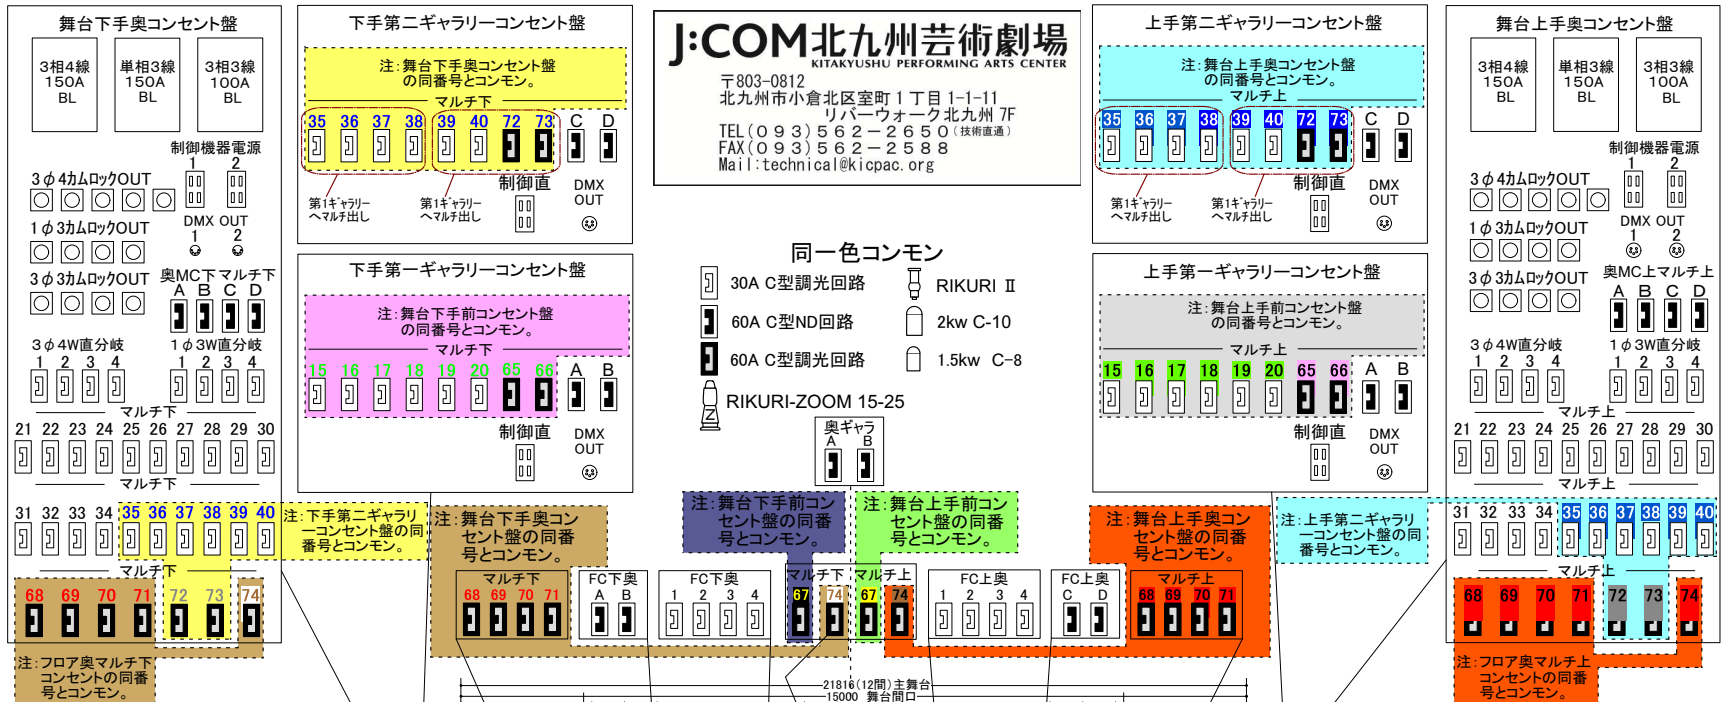 舞台下手奥コンセント盤
3相4線
150A
BL
単相3線
150A
BL
3相3線
100A
BL
制御機器電源
1 2
3φ4カムロックOUT
DMX OUT
1 2
1φ3カムロックOUT
3φ3カムロックOUT
奥MC下 マルチ下
A B C D
3φ4W直分岐
1 2 3 4
1φ3W直分岐
1 2 3 4
マルチ下
21 22 23 24 25 26 27 28 29 30
マルチ下
31 32 33 34 35 36 37 38 39 40
マルチ下
68 69 70 71 72 73 74
注:フロア奥マルチ下
コンセントの同番
号とコンモン。
注:下手第二ギャラリ
ーコンセント盤の同
番号とコンモン。
下手第二ギャラリーコンセント盤
注:舞台下手奥コンセント盤
の同番号とコンモン。
マルチ下
35 36 37 38 39 40 72 73 C D
第1ギャラリー
へマルチ出し
第1ギャラリー
へマルチ出し
制御直
DMX
OUT
下手第一ギャラリーコンセント盤
注:舞台下手前コンセント盤
の同番号とコンモン。
マルチ下
15 16 17 18 19 20 65 66 A B
制御直
DMX
OUT
J:COM北九州芸術劇場
KITAKYUSHU PERFORMING ARTS CENTER
〒803-0812
北九州市小倉北区室町1丁目1-1-11
リバーウォーク北九州 7F
TEL(093)562-2650(技術直通)
FAX(093)562-2588
Mail:technical@kicpac.org
同一色コンモン
30A C型調光回路
60A C型ND回路
60A C型調光回路
RIKURI-ZOOM 15-25
RIKURI Ⅱ
2kw C-10
1.5kw C-8
奥ギャラ
A B
注:舞台下手奥コン
セント盤の同番
号とコンモン。
注:舞台下手前コン
セント盤の同番
号とコンモン。
注:舞台上手前コン
セント盤の同番
号とコンモン。
注:舞台上手奥コン
セント盤の同番
号とコンモン。
マルチ下
68 69 70 71
FC下奥
A B
FC下奥
1 2 3 4
マルチ下
67 74
マルチ上
67 74
FC上奥
1 2 3 4
FC上奥
C D
マルチ上
68 69 70 71
21816(12間)主舞台
15000 舞台間口
上手第二ギャラリーコンセント盤
注:舞台上手奥コンセント盤
の同番号とコンモン。
マルチ上
35 36 37 38 39 40 72 73 C D
第1ギャラリー
へマルチ出し
第1ギャラリー
へマルチ出し
制御直
DMX
OUT
上手第一ギャラリーコンセント盤
注:舞台上手前コンセント盤
の同番号とコンモン。
マルチ上
15 16 17 18 19 20 65 66 A B
制御直
DMX
OUT
注:上手第二ギャラリ
ーコンセント盤の同
番号とコンモン。
舞台上手奥コンセント盤
3相4線
150A
BL
単相3線
150A
BL
3相3線
100A
BL
制御機器電源
1 2
3φ4カムロックOUT
DMX OUT
1 2
1φ3カムロックOUT
3φ3カムロックOUT
奥MC上マルチ上
A B C D
3φ4W直分岐
1 2 3 4
1φ3W直分岐
1 2 3 4
マルチ上
21 22 23 24 25 26 27 28 29 30
マルチ上
31 32 33 34 35 36 37 38 39 40
マルチ上
68 69 70 71 72 73 74
注:フロア奥マルチ上
コンセントの同番
号とコンモン。